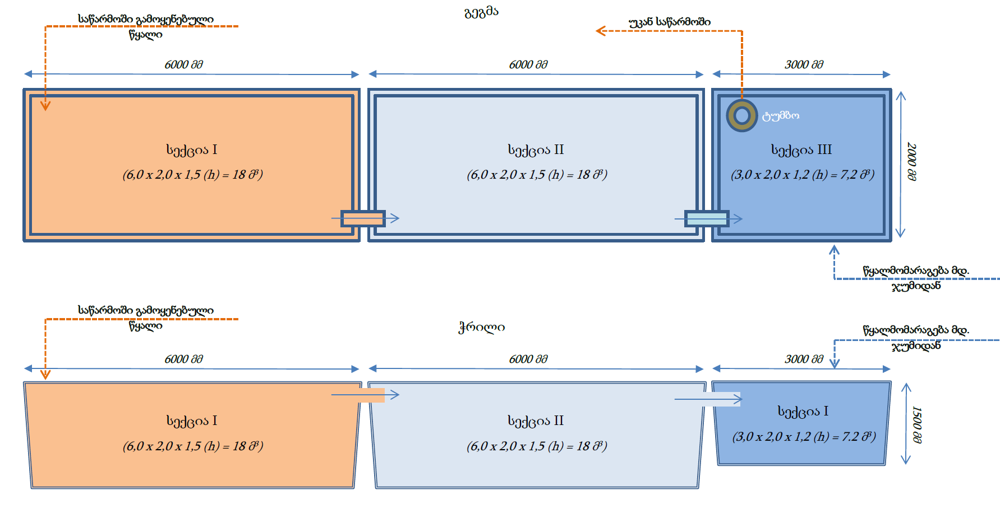 გეგმა
საწარმოში გამოყენებული
წყალი
უკან საწარმოში
6000 მმ
6000 მმ
3000 მმ
ტუმბო
სექცია I
(6,0 x 2,0 x 1,5 (h) = 18 მ³)
სექცია II
(6,0 x 2,0 x 1,5 (h) = 18 მ³)
სექცია III
(3,0 x 2,0 x 1,2 (h) = 7,2 მ³)
2000 მმ
წყალმომარაგება მდ.
ჯუმიდან
საწარმოში გამოყენებული
წყალი
ჭრილი
წყალმომარაგება მდ.
ჯუმიდან
6000 მმ
6000 მმ
3000 მმ
სექცია I
(6,0 x 2,0 x 1,5 (h) = 18 მ³)
სექცია II
(6,0 x 2,0 x 1,5 (h) = 18 მ³)
სექცია I
(3,0 x 2,0 x 1,2 (h) = 7.2 მ³)
1500 მმ